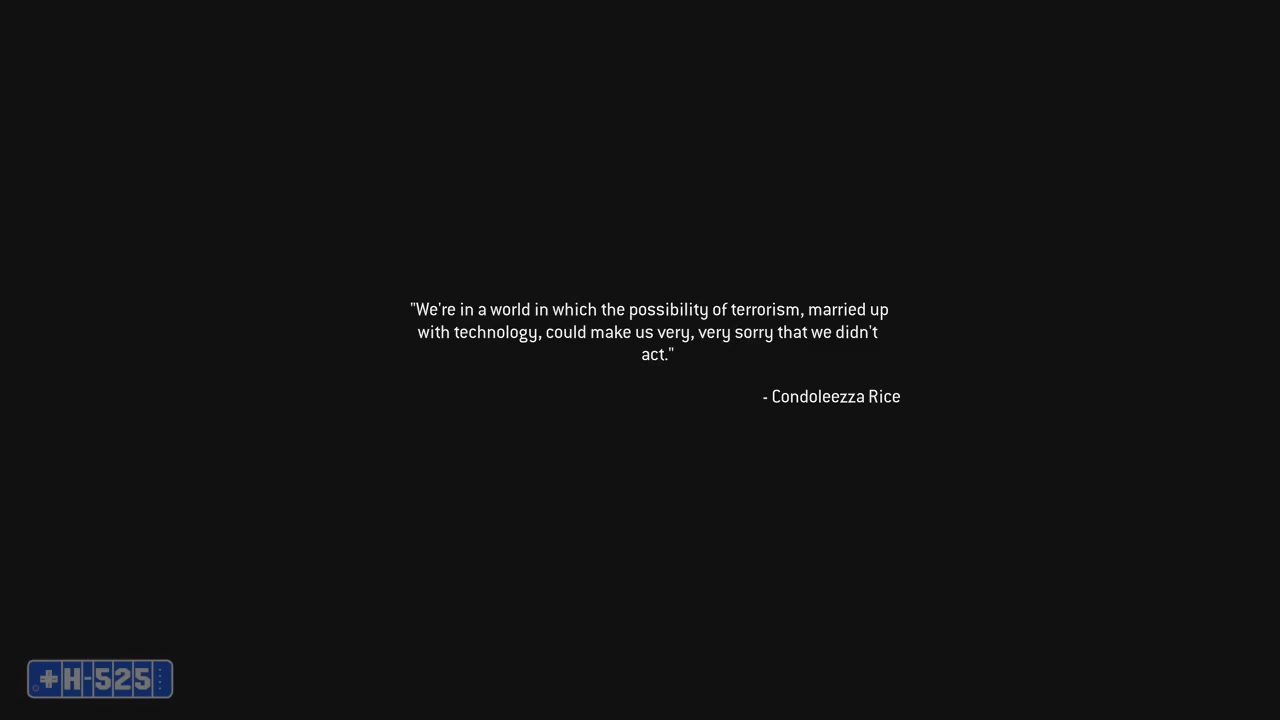 "We're in a world in which the possibility of terrorism, married up
with technology, could make us very, very sorry that we didn't
act."
- Condoleezza Rice
+H-525